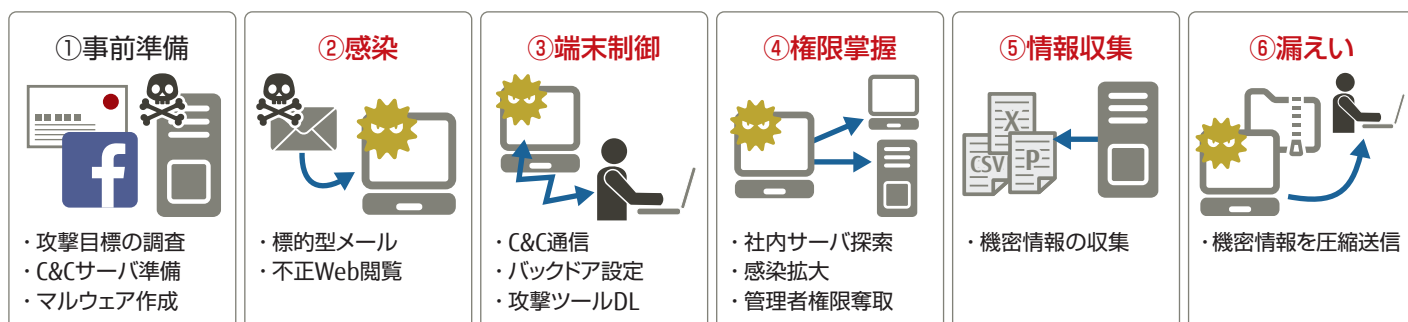 ①事前準備
f
・攻撃目標の調査
・C&Cサーバ準備
・マルウェア作成
②感染
・標的型メール
・不正Web閲覧
③端末制御
・C&C通信
・バックドア設定
・攻撃ツールDL
④権限掌握
・社内サーバ探索
・感染拡大
・管理者権限奪取
⑤情報収集
X
CSV
P
・機密情報の収集
⑥漏えい
・機密情報を圧縮送信